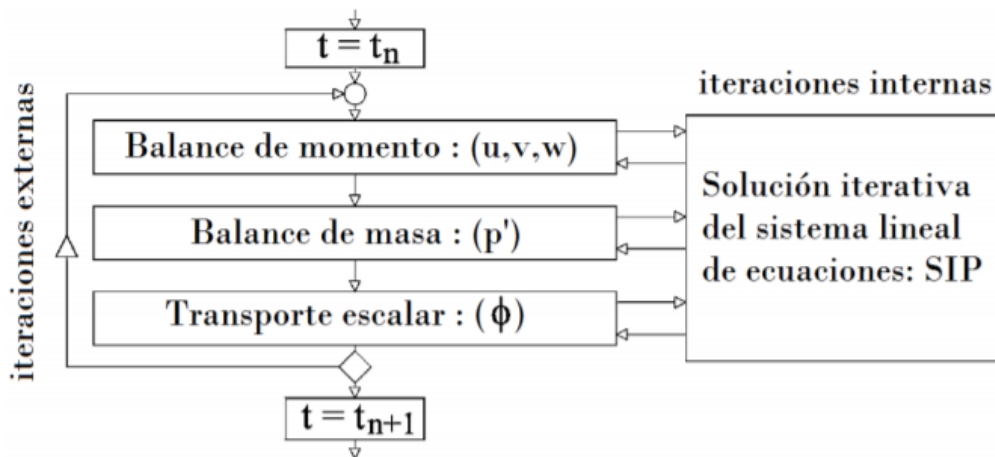 t = tn
iteraciones externas
iteraciones internas
Balance de momento : (u,v,w)
Balance de masa : (p')
Transporte escalar : (ϕ)
Solución iterativa
del sistema lineal
de ecuaciones: SIP
t = tn+1